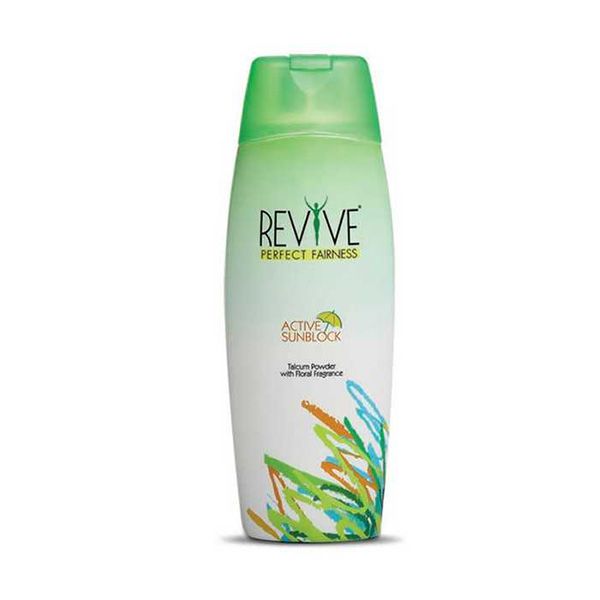 REVIVE®
PERFECT FAIRNESS
ACTIVE
SUNBLOCK
Talcum Powder
with Floral Fragrance